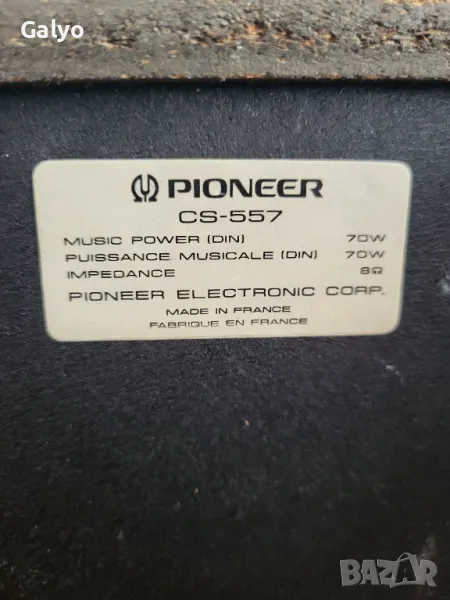 Galyo
PIONEER
CS-557
MUSIC POWER (DIN) 70W
PUISSANCE MUSICALE (DIN) 70W
IMPEDANCE 8Ω
PIONEER ELECTRONIC CORP.
MADE IN FRANCE
FABRIQUE EN FRANCE
BAZAR